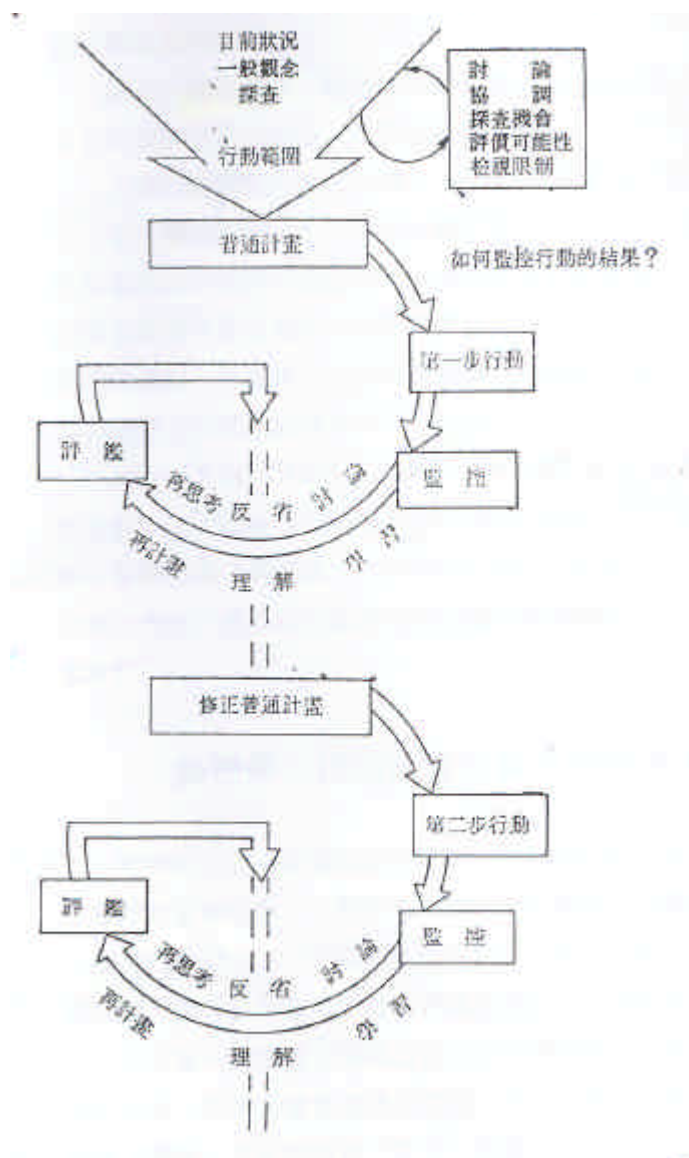 目前狀況
一般觀念
探查
行動範圍
討 論
協 調
探查機會
評價可能性
檢視限制
普通計畫
如何監控行動的結果？
第一步行動
評 鑑
監 控
再思考 反 省 討 論
再計畫 理 解 學 習
修正普通計畫
第二步行動
評 鑑
監 控
再思考 反 省 討 論
再計畫 理 解 學 習